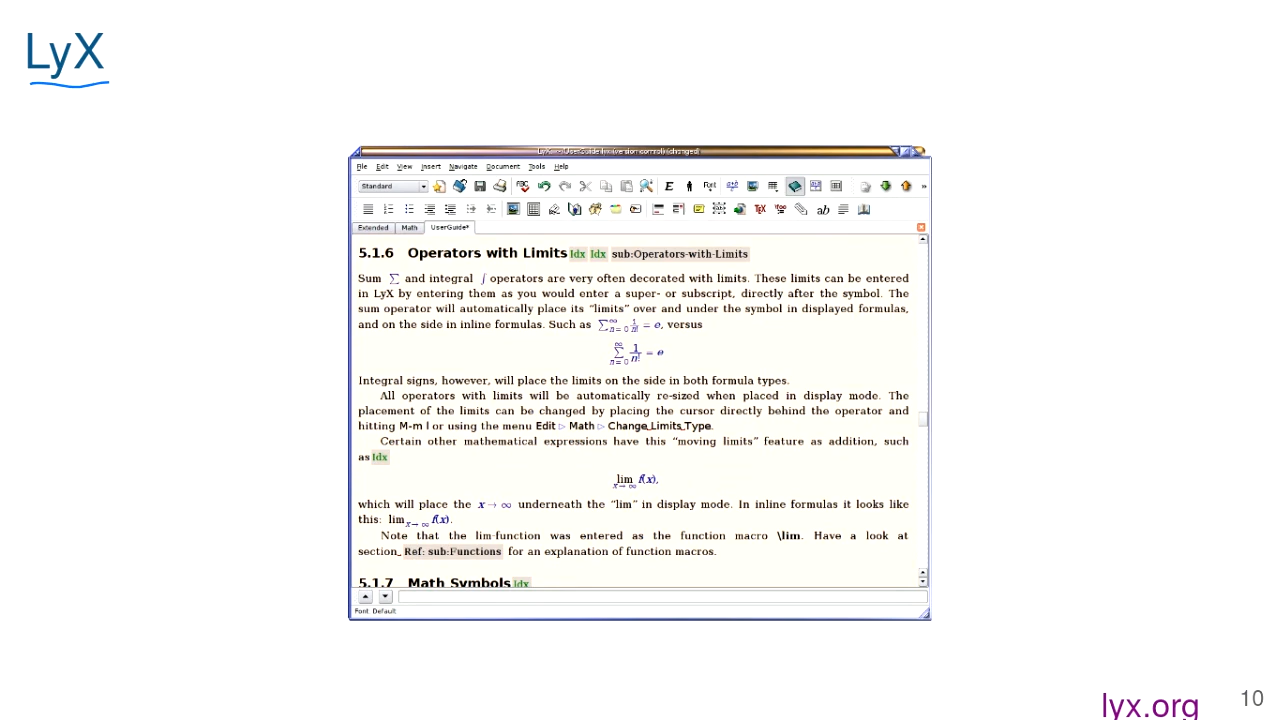 LyX
LyX: ~/UserGuide.lyx (version control) (changed)
File Edit View Insert Navigate Document Tools Help
Standard
Extended Math UserGuide*
5.1.6 Operators with Limits Idx Idx sub:Operators-with-Limits
Sum ∑ and integral ∫ operators are very often decorated with limits. These limits can be entered
in LyX by entering them as you would enter a super- or subscript, directly after the symbol. The
sum operator will automatically place its “limits” over and under the symbol in displayed formulas,
and on the side in inline formulas. Such as ∑_{n=0}^{∞} 1/n! = e, versus
∑_{n=0}^{∞} 1/n! = e
Integral signs, however, will place the limits on the side in both formula types.
All operators with limits will be automatically re-sized when placed in display mode. The
placement of the limits can be changed by placing the cursor directly behind the operator and
hitting M-m l or using the menu Edit ▷ Math ▷ Change_Limits_Type.
Certain other mathematical expressions have this “moving limits” feature as addition, such
as Idx
lim_{x→∞} f(x),
which will place the x→∞ underneath the “lim” in display mode. In inline formulas it looks like
this: lim_{x→∞} f(x).
Note that the lim-function was entered as the function macro \lim. Have a look at
section_ Ref: sub:Functions for an explanation of function macros.
5.1.7 Math Symbols Idx
Font: Default
lyx.org
10